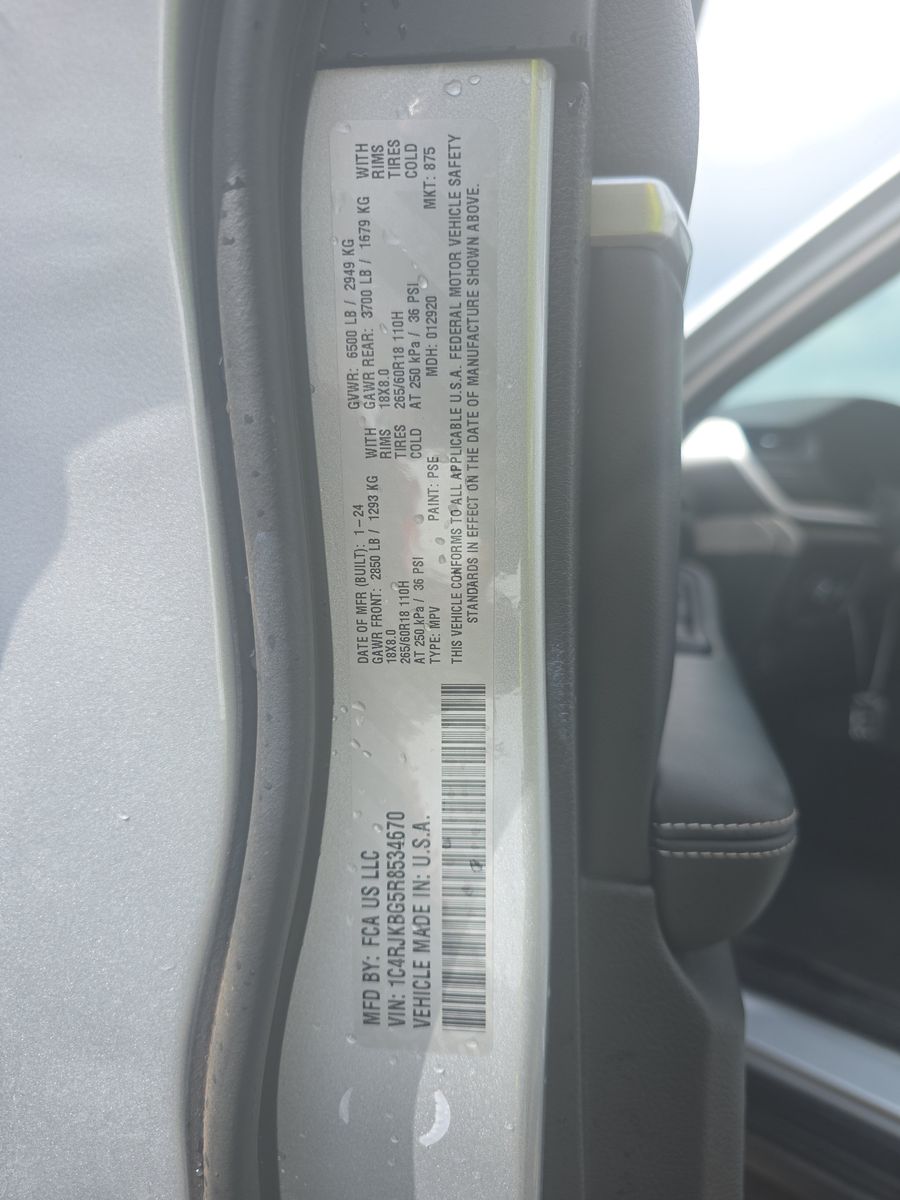 MFD BY: FCA US LLC
VIN: 1C4RJKBG5R8534670
VEHICLE MADE IN: U.S.A.
DATE OF MFR (BUILT): 1-24 GVWR: 6500 LB / 2949 KG
GAWR FRONT: 2850 LB / 1293 KG WITH GAWR REAR: 3700 LB / 1679 KG WITH
18X8.0 RIMS 18X8.0 RIMS
265/60R18 110H TIRES 265/60R18 110H TIRES
AT 250 kPa / 36 PSI COLD AT 250 kPa / 36 PSI COLD
TYPE: MPV PAINT: PSE MDH: 012920 MKT: 875
THIS VEHICLE CONFORMS TO ALL APPLICABLE U.S.A. FEDERAL MOTOR VEHICLE SAFETY
STANDARDS IN EFFECT ON THE DATE OF MANUFACTURE SHOWN ABOVE.